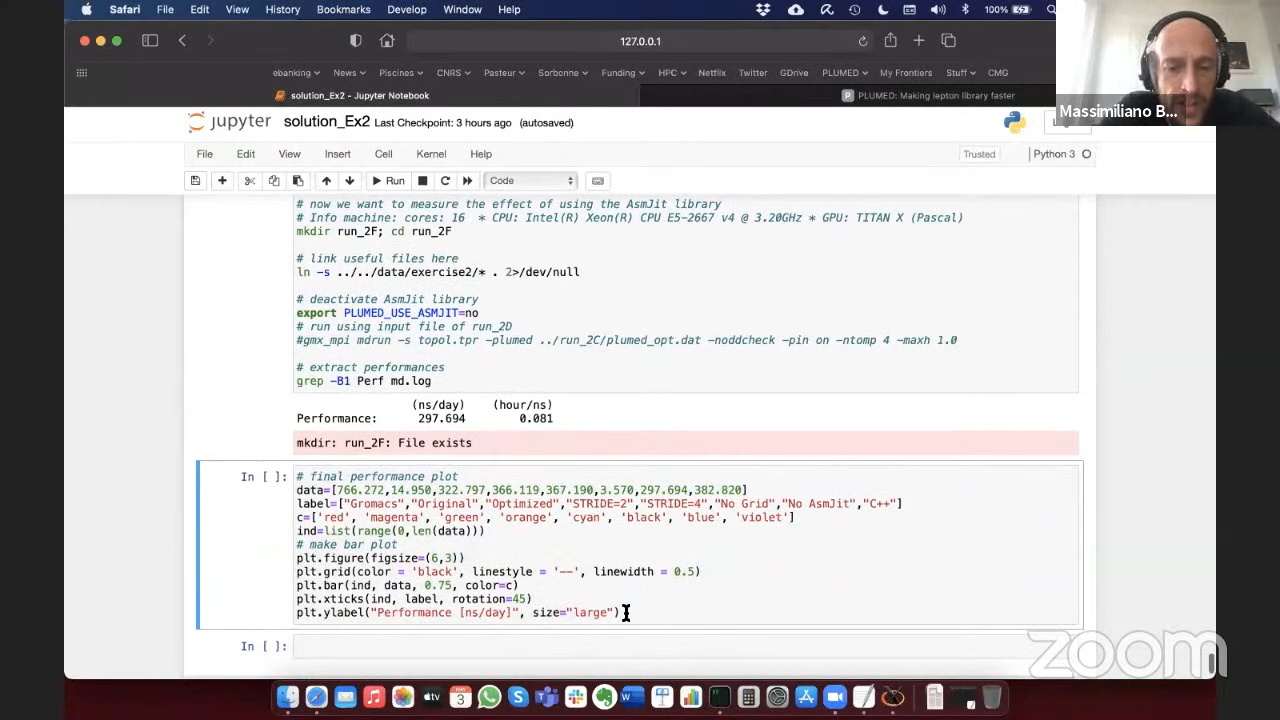 Safari File Edit View History Bookmarks Develop Window Help 100%
127.0.0.1
ebanking News Piscines CNRS Pasteur Sorbonne Funding HPC Netflix Twitter GDrive PLUMED My Frontiers Stuff CMG
solution_Ex2 - Jupyter Notebook
P PLUMED: Making lepton library faster
Massimiliano B...
jupyter solution_Ex2 Last Checkpoint: 3 hours ago (autosaved)
File Edit View Insert Cell Kernel Help Trusted Python 3
Run Code
# now we want to measure the effect of using the AsmJit library
# Info machine: cores: 16 * CPU: Intel(R) Xeon(R) CPU E5-2667 v4 @ 3.20GHz * GPU: TITAN X (Pascal)
mkdir run_2F; cd run_2F
# link useful files here
ln -s ../../data/exercise2/* . 2>/dev/null
# deactivate AsmJit library
export PLUMED_USE_ASMJIT=no
# run using input file of run_2D
#gmx_mpi mdrun -s topol.tpr -plumed ../run_2C/plumed_opt.dat -noddcheck -pin on -ntomp 4 -maxh 1.0
# extract performances
grep -B1 Perf md.log
(ns/day) (hour/ns)
Performance: 297.694 0.081
mkdir: run_2F: File exists
In [ ]: # final performance plot
data=[766.272,14.950,322.797,366.119,367.190,3.570,297.694,382.820]
label=["Gromacs","Original","Optimized","STRIDE=2","STRIDE=4","No Grid","No AsmJit","C++"]
c=['red', 'magenta', 'green', 'orange', 'cyan', 'black', 'blue', 'violet']
ind=list(range(0,len(data)))
# make bar plot
plt.figure(figsize=(6,3))
plt.grid(color = 'black', linestyle = '--', linewidth = 0.5)
plt.bar(ind, data, 0.75, color=c)
plt.xticks(ind, label, rotation=45)
plt.ylabel("Performance [ns/day]", size="large")
In [ ]:
zoom